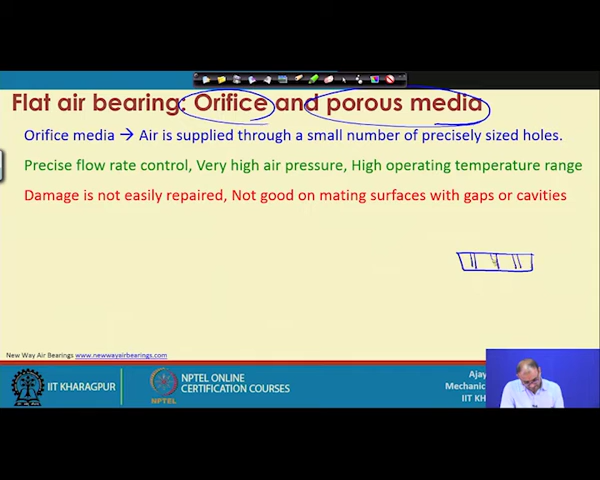 Flat air bearing: Orifice and porous media
Orifice media → Air is supplied through a small number of precisely sized holes.
Precise flow rate control, Very high air pressure, High operating temperature range
Damage is not easily repaired, Not good on mating surfaces with gaps or cavities
New Way Air Bearings www.newwayairbearings.com
IIT KHARAGPUR
NPTEL
NPTEL ONLINE
CERTIFICATION COURSES
Ajay
Mechanic
IIT KH